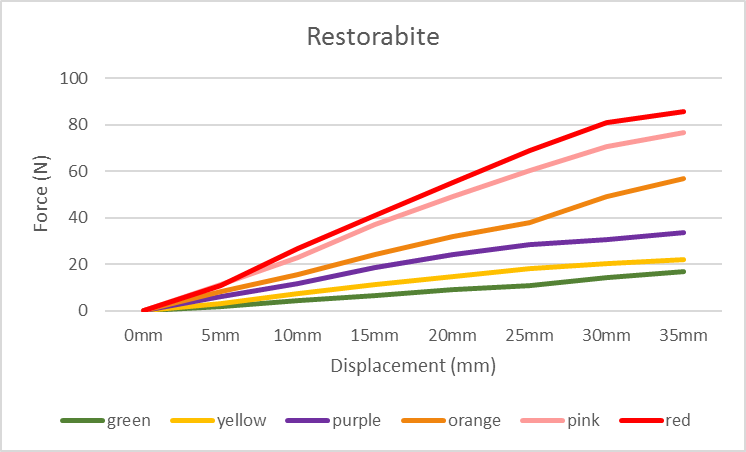 Restorabite
100
80
60
40
20
0
Force (N)
0mm 5mm 10mm 15mm 20mm 25mm 30mm 35mm
Displacement (mm)
green yellow purple orange pink red